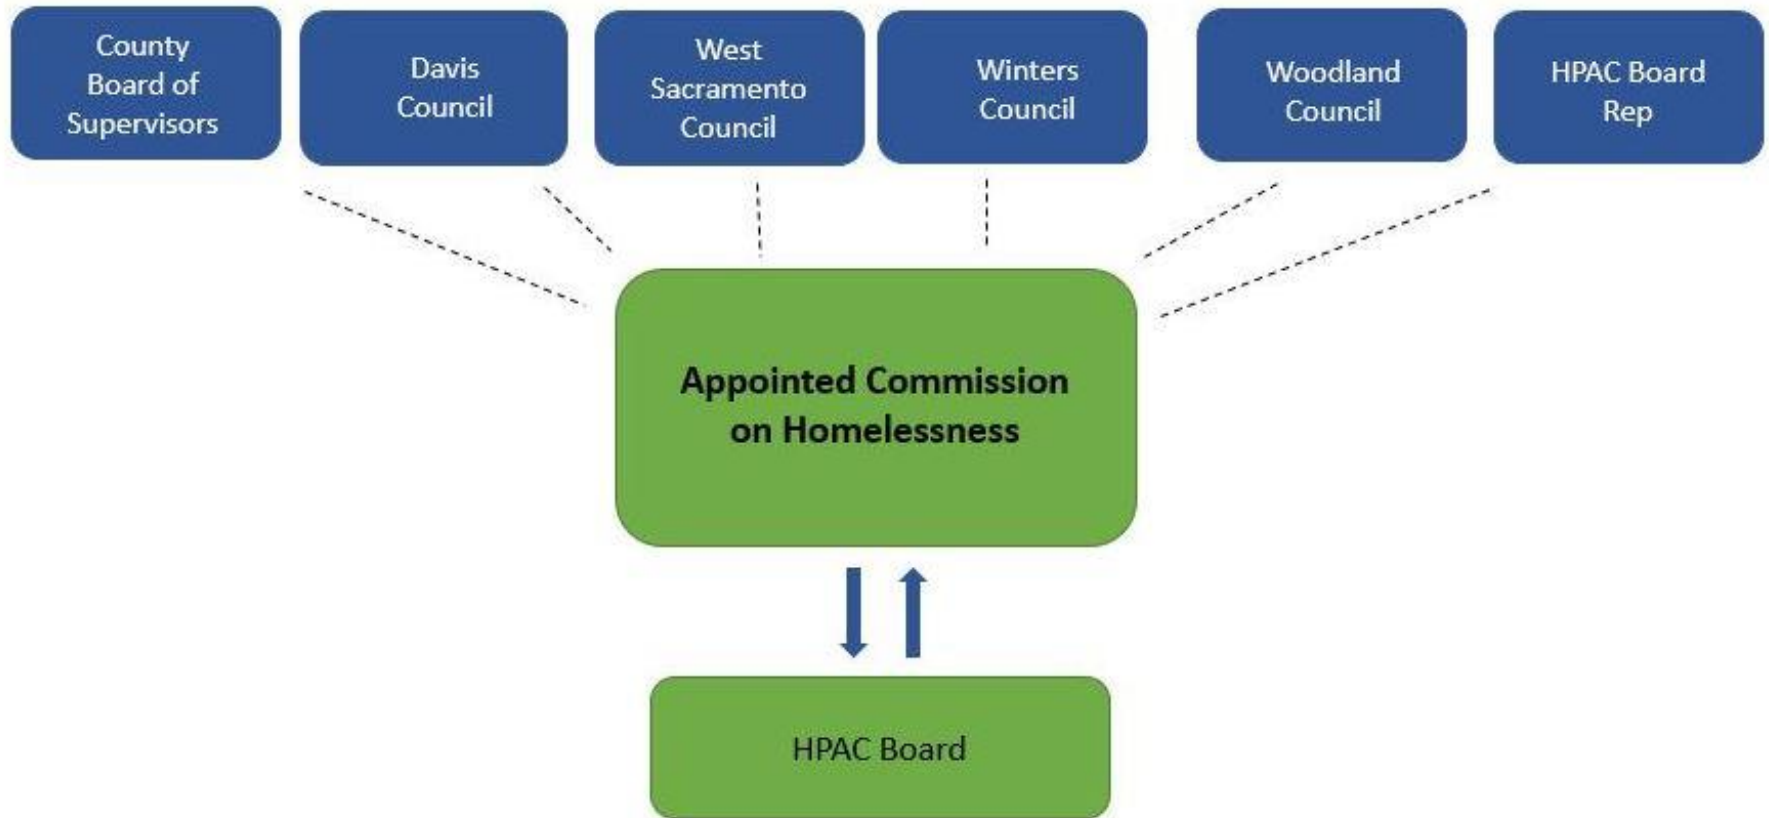 County
Board of
Supervisors
Davis
Council
West
Sacramento
Council
Winters
Council
Woodland
Council
HPAC Board
Rep
Appointed Commission
on Homelessness
HPAC Board